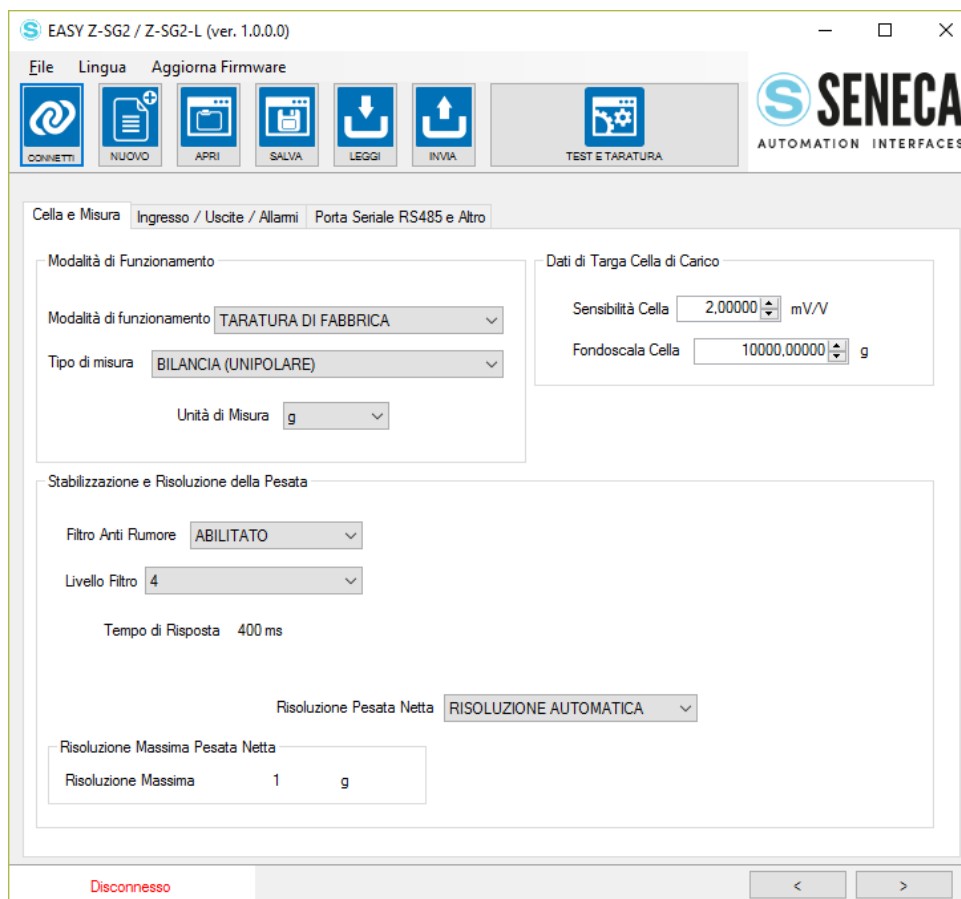 EASY Z-SG2 / Z-SG2-L (ver. 1.0.0.0)
File Lingua Aggiorna Firmware
CONNETTI NUOVO APRI SALVA LEGGI INVIA TEST E TARATURA
S SENECA
AUTOMATION INTERFACES
Cella e Misura Ingresso / Uscite / Allarmi Porta Seriale RS485 e Altro
Modalità di Funzionamento
Modalità di funzionamento TARATURA DI FABBRICA
Tipo di misura BILANCIA (UNIPOLARE)
Unità di Misura g
Dati di Targa Cella di Carico
Sensibilità Cella 2,00000 mV/V
Fondoscala Cella 10000,00000 g
Stabilizzazione e Risoluzione della Pesata
Filtro Anti Rumore ABILITATO
Livello Filtro 4
Tempo di Risposta 400 ms
Risoluzione Pesata Netta RISOLUZIONE AUTOMATICA
Risoluzione Massima Pesata Netta
Risoluzione Massima 1 g
Disconnesso < >